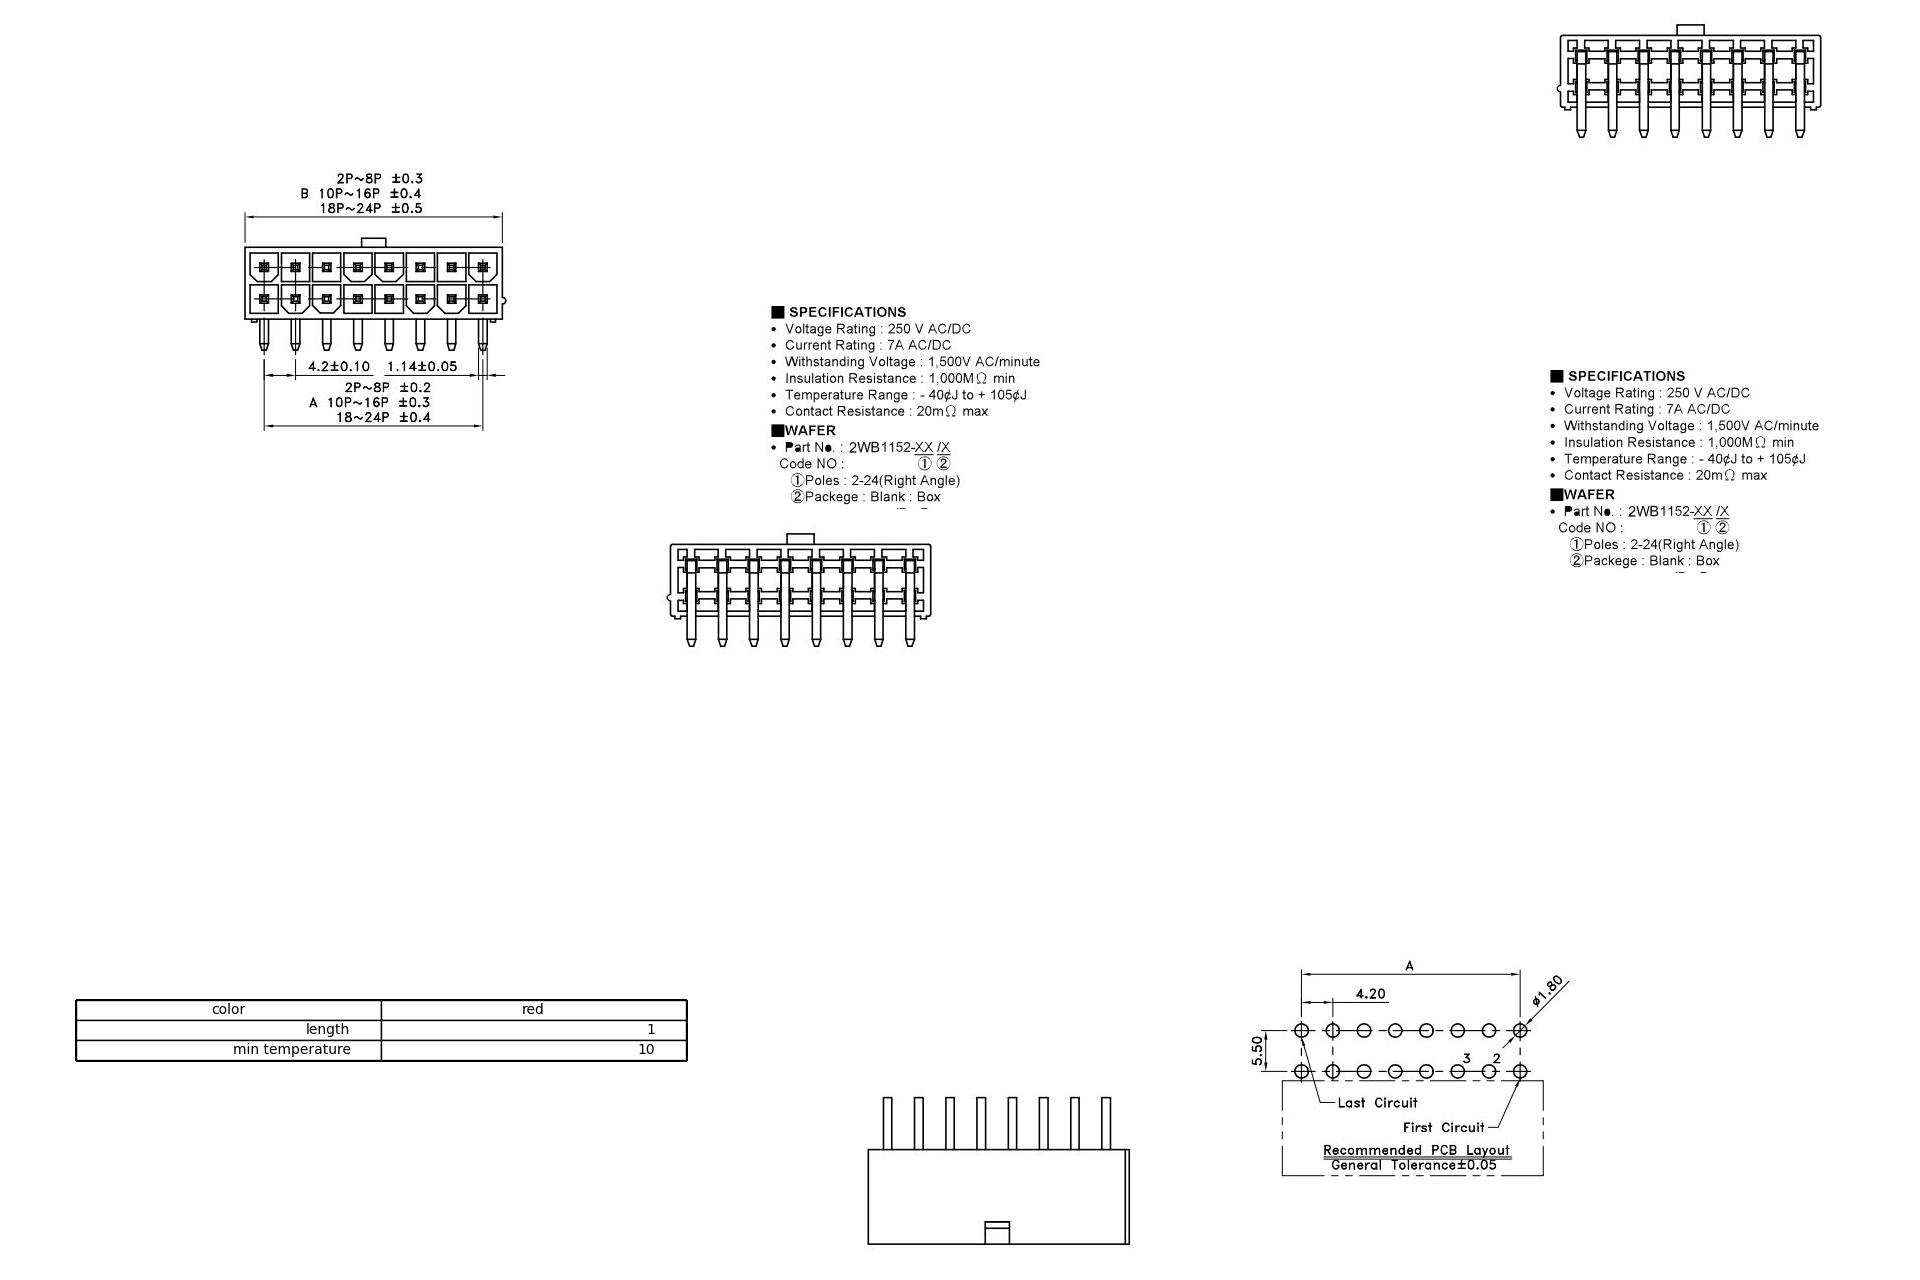 2P~8P ±0.3
B 10P~16P ±0.4
18P~24P ±0.5
4.2±0.10 1.14±0.05
2P~8P ±0.2
A 10P~16P ±0.3
18~24P ±0.4
■ SPECIFICATIONS
• Voltage Rating : 250 V AC/DC
• Current Rating : 7A AC/DC
• Withstanding Voltage : 1,500V AC/minute
• Insulation Resistance : 1,000MΩ min
• Temperature Range : - 40¢J to + 105¢J
• Contact Resistance : 20mΩ max
■WAFER
• Part No. : 2WB1152-XX /X
Code NO : ① ②
①Poles : 2-24(Right Angle)
②Packege : Blank : Box
■ SPECIFICATIONS
• Voltage Rating : 250 V AC/DC
• Current Rating : 7A AC/DC
• Withstanding Voltage : 1,500V AC/minute
• Insulation Resistance : 1,000MΩ min
• Temperature Range : - 40¢J to + 105¢J
• Contact Resistance : 20mΩ max
■WAFER
• Part No. : 2WB1152-XX /X
Code NO : ① ②
①Poles : 2-24(Right Angle)
②Packege : Blank : Box
color red
length 1
min temperature 10
A
4.20
ø1.80
5.50
3 2
Last Circuit
First Circuit
Recommended PCB Layout
General Tolerance±0.05